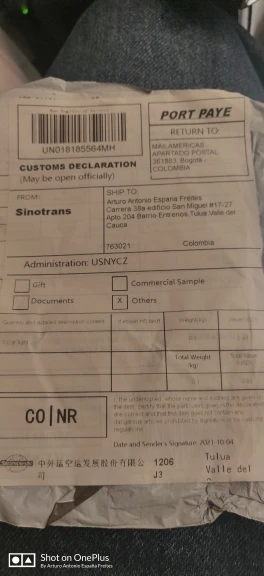 UN018185564MH
PORT PAYE
RETURN TO:
MAILAMERICAS
APARTADO POSTAL
361883, Bogota -
COLOMBIA
CUSTOMS DECLARATION
(May be open officially)
FROM:
Sinotrans
SHIP TO:
Arturo Antonio España Freites
Carrera 38a edificio San Miguel #17-27
Apto.204 Barrio Entrerios,Tulua,Valle del
Cauca
763021 Colombia
Administration: USNYCZ
Gift
Commercial Sample
Documents
X Others
Total Weight
(kg)
CO|NR
Date and Sender's Signature: 2021-10-04
中外运空运发展股份有限公
司
1206
J3
Tulua
Valle del
Shot on OnePlus
By Arturo Antonio España Freites